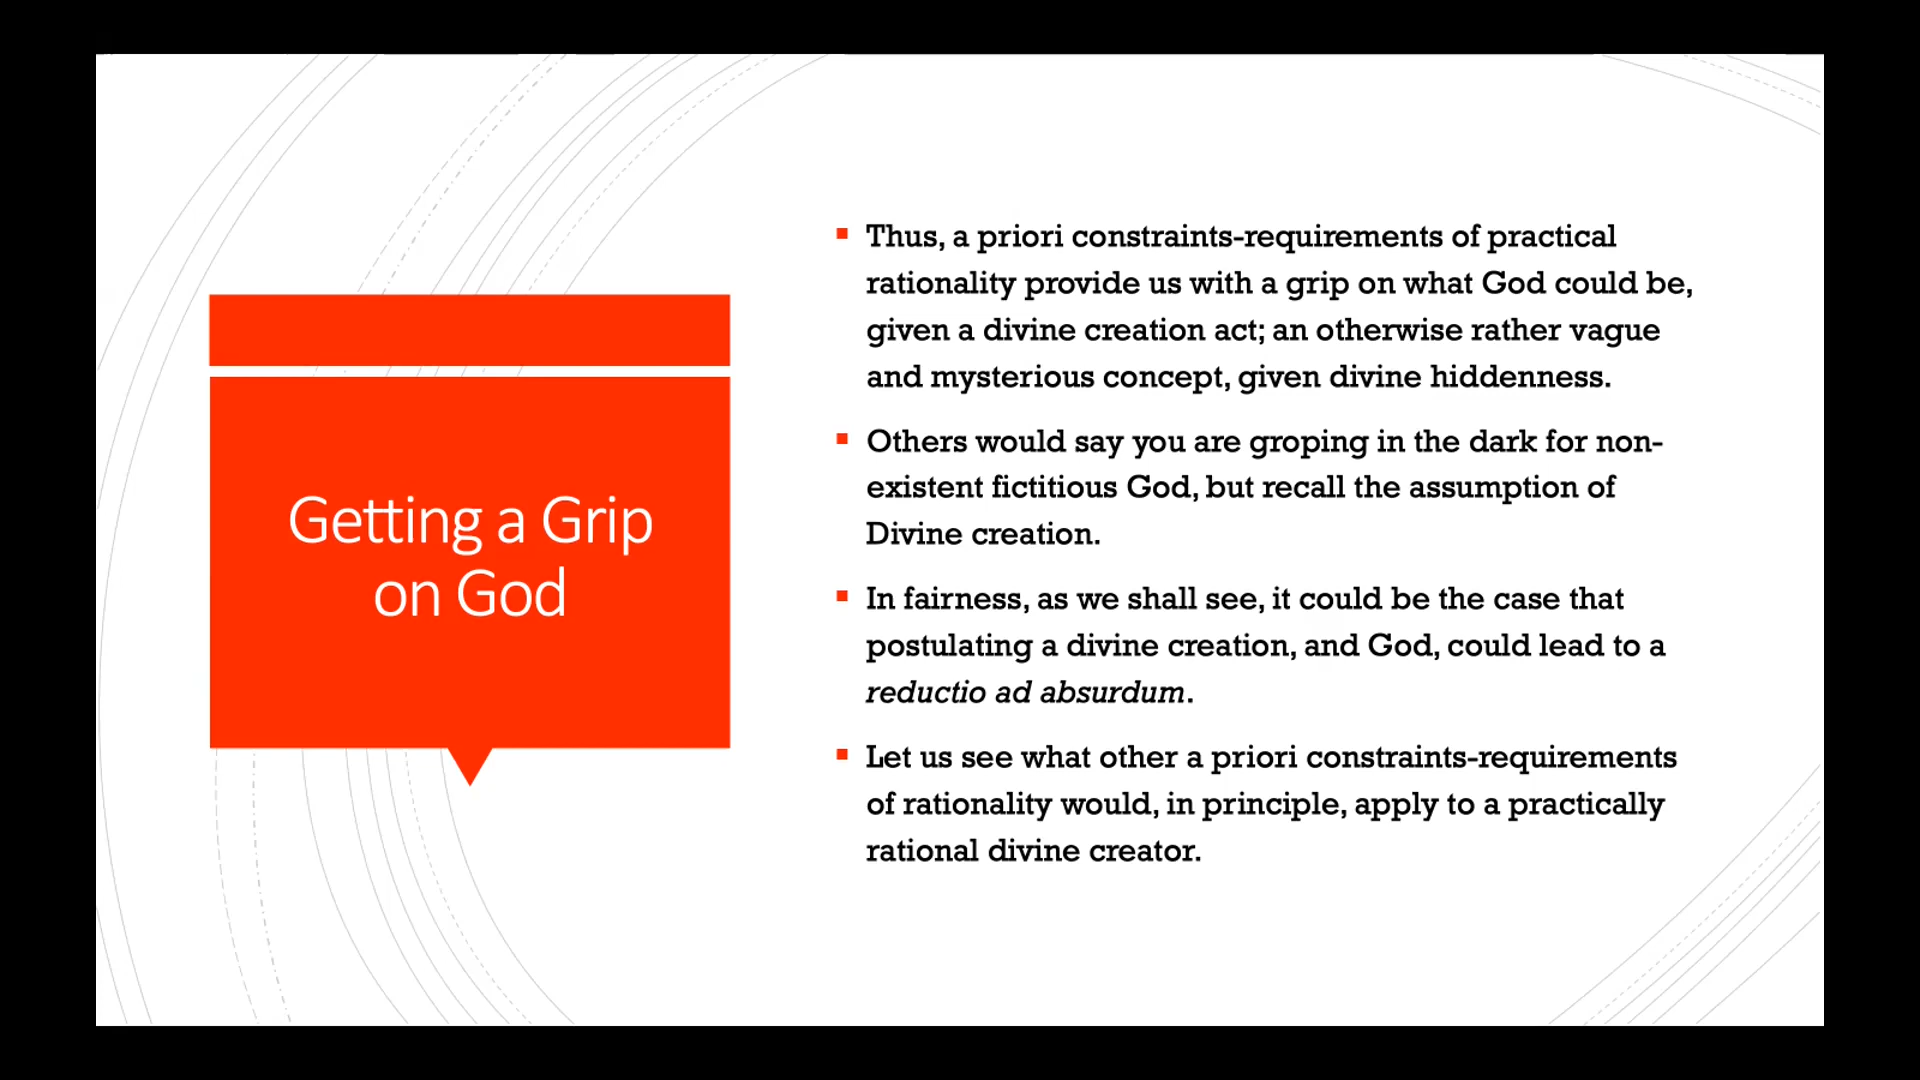 Getting a Grip
on God
Thus, a priori constraints-requirements of practical
rationality provide us with a grip on what God could be,
given a divine creation act; an otherwise rather vague
and mysterious concept, given divine hiddenness.
Others would say you are groping in the dark for non-
existent fictitious God, but recall the assumption of
Divine creation.
In fairness, as we shall see, it could be the case that
postulating a divine creation, and God, could lead to a
reductio ad absurdum.
Let us see what other a priori constraints-requirements
of rationality would, in principle, apply to a practically
rational divine creator.